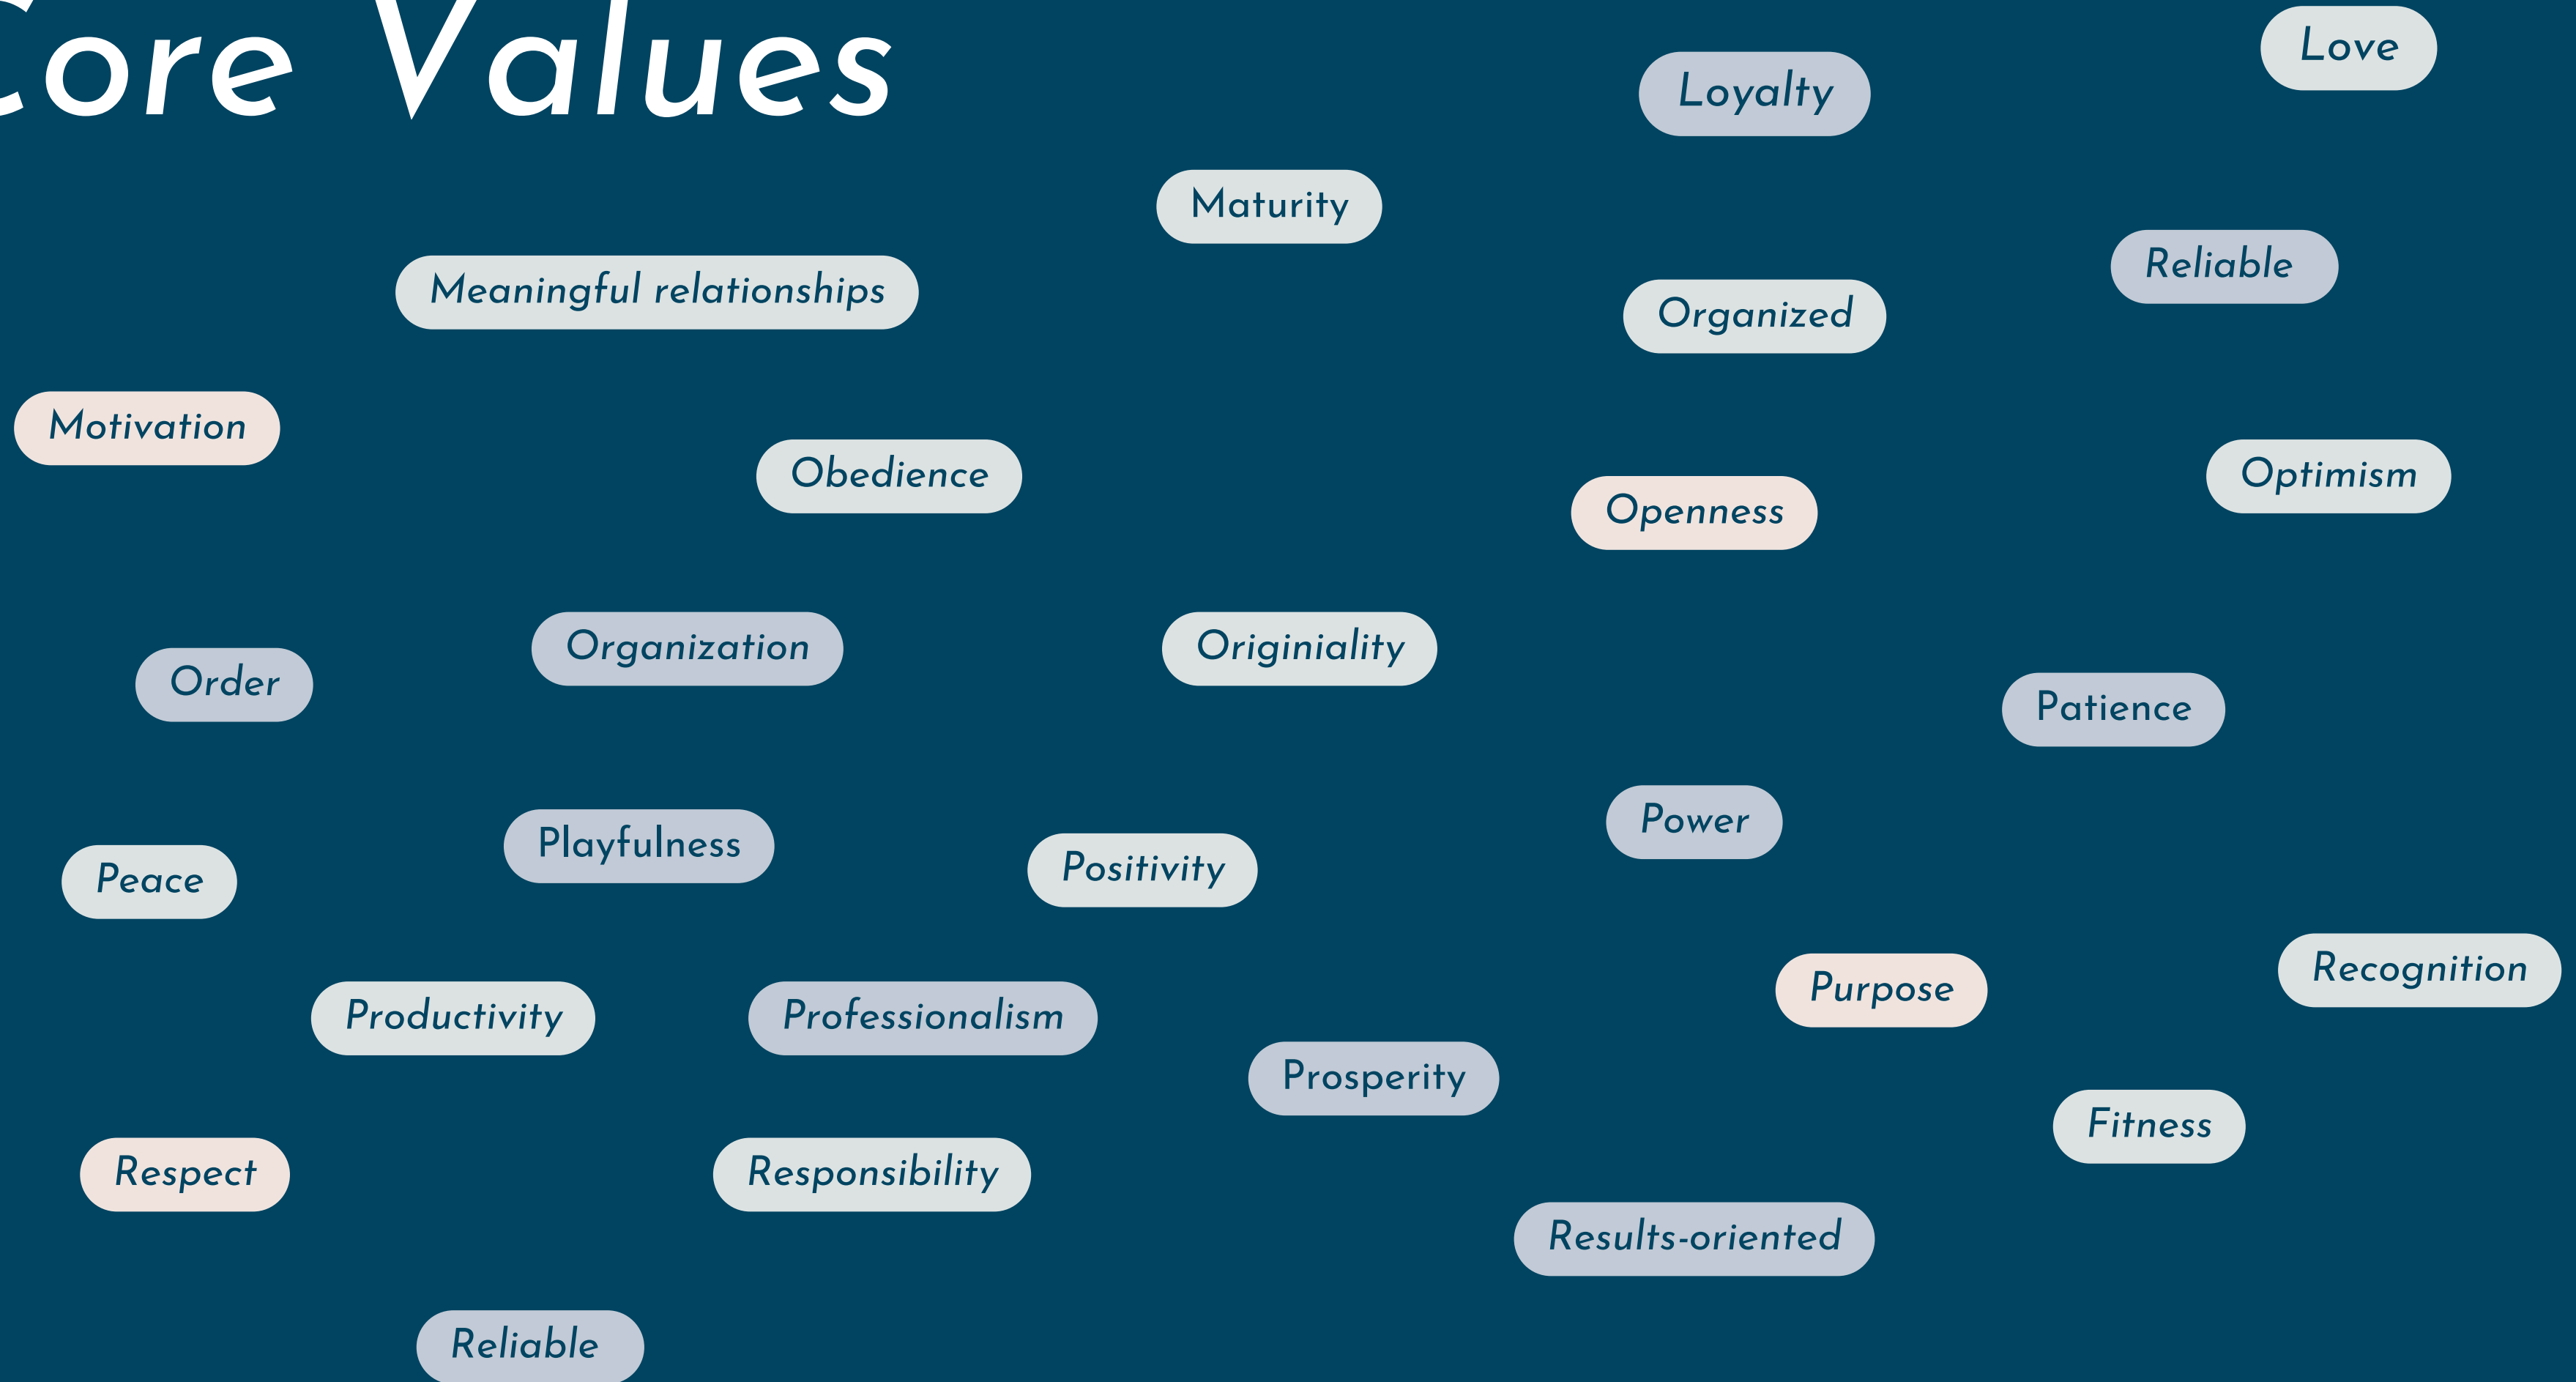 Core Values
Love
Loyalty
Maturity
Reliable
Meaningful relationships
Organized
Motivation
Obedience
Optimism
Openness
Organization
Originiality
Order
Patience
Power
Playfulness
Positivity
Peace
Recognition
Purpose
Productivity
Professionalism
Prosperity
Fitness
Respect
Responsibility
Results-oriented
Reliable